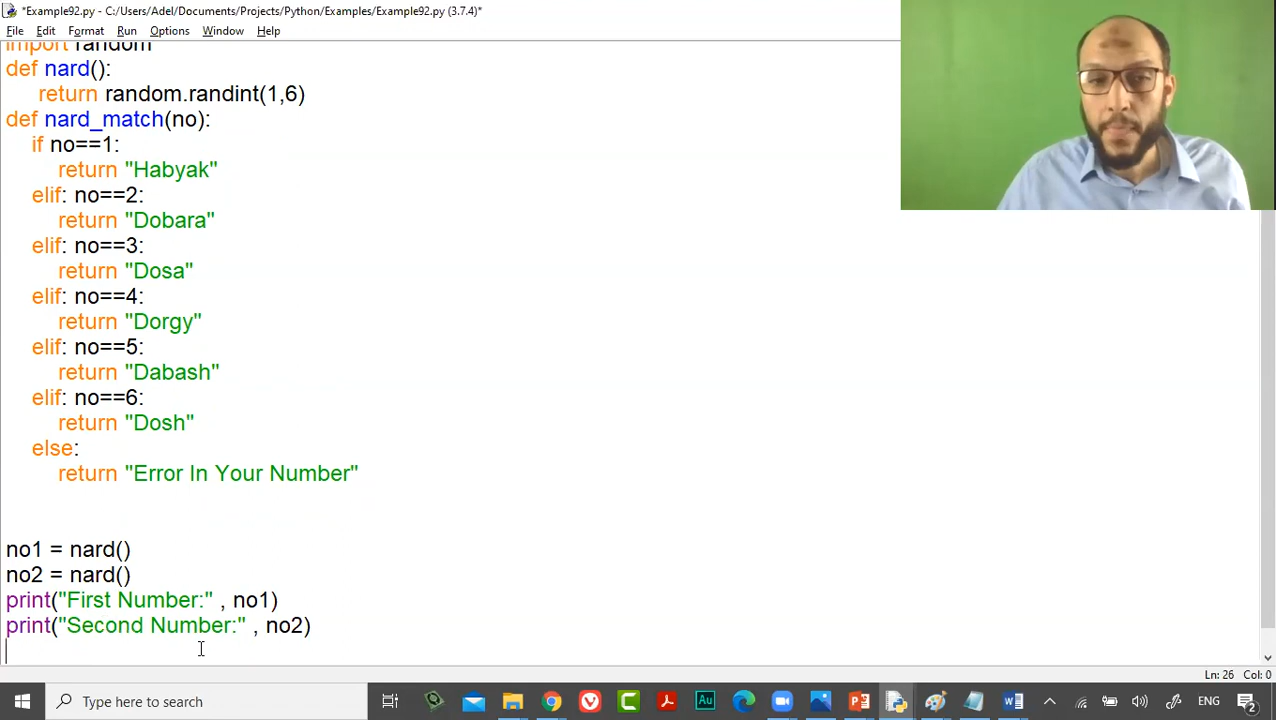 *Example92.py - C:/Users/Adel/Documents/Projects/Python/Examples/Example92.py (3.7.4)*
File Edit Format Run Options Window Help
import random
def nard():
return random.randint(1,6)
def nard_match(no):
if no==1:
return "Habyak"
elif: no==2:
return "Dobara"
elif: no==3:
return "Dosa"
elif: no==4:
return "Dorgy"
elif: no==5:
return "Dabash"
elif: no==6:
return "Dosh"
else:
return "Error In Your Number"
no1 = nard()
no2 = nard()
print("First Number:" , no1)
print("Second Number:" , no2)
Ln: 26 Col: 0
Type here to search
Au
ENG
2